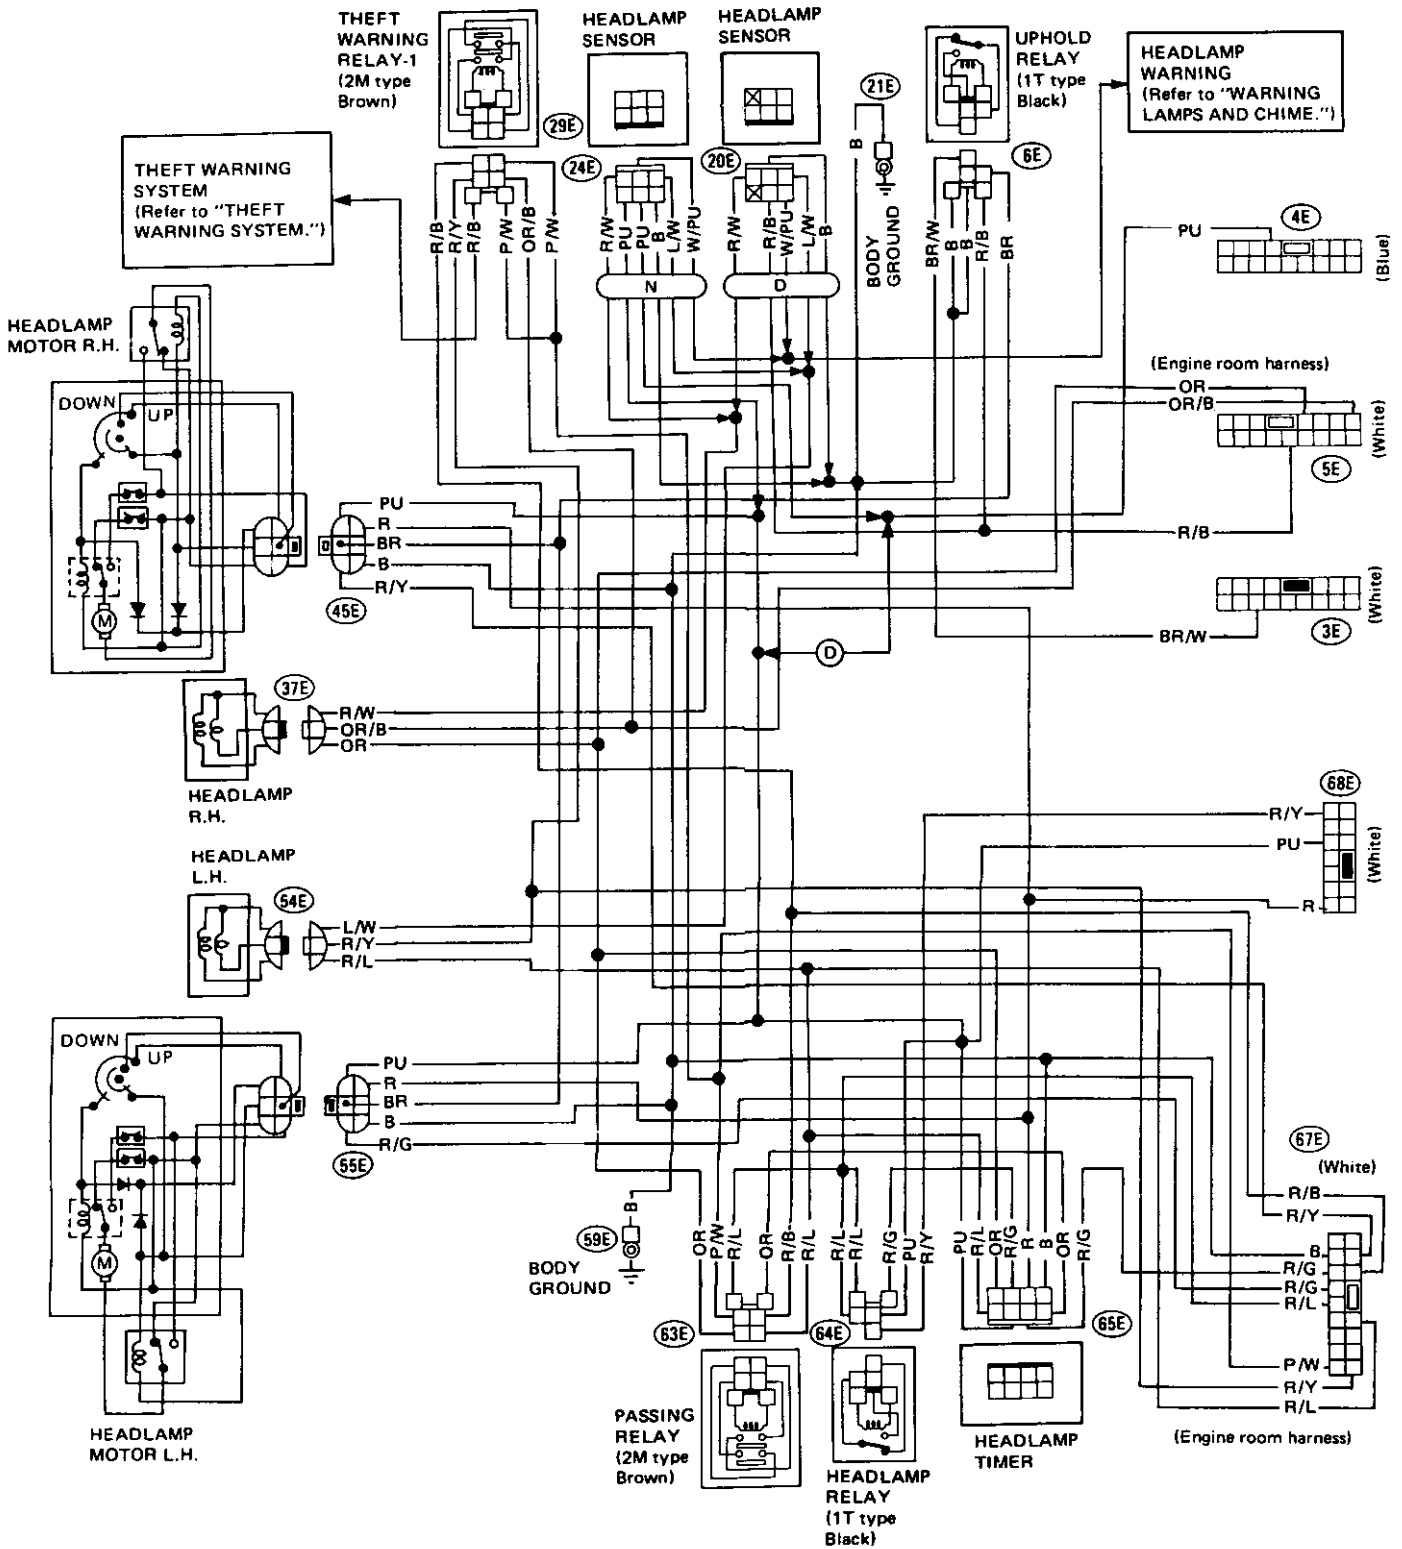 THEFT
WARNING
RELAY-1
(2M type
Brown)
HEADLAMP
SENSOR
HEADLAMP
SENSOR
UPHOLD
RELAY
(1T type
Black)
HEADLAMP
WARNING
(Refer to "WARNING
LAMPS AND CHIME.")
29E
24E
20E
21E
6E
B
BODY
GROUND
THEFT WARNING
SYSTEM
(Refer to "THEFT
WARNING SYSTEM.")
R/B
R/Y
R/B
P/W
OR/B
P/W
R/W
PU
PU
B
L/W
W/PU
N
R/W
R/B
W/PU
L/W
B
D
BR/W
B
B
R/B
BR
PU
4E
(Blue)
HEADLAMP
MOTOR R.H.
DOWN
UP
M
(Engine room harness)
OR
OR/B
5E
(White)
R/B
PU
R
BR
B
R/Y
45E
3E
(White)
BR/W
D
37E
R/W
OR/B
OR
HEADLAMP
R.H.
68E
R/Y
PU
R
(White)
HEADLAMP
L.H.
54E
L/W
R/Y
R/L
DOWN
UP
M
PU
R
BR
B
R/G
55E
HEADLAMP
MOTOR L.H.
B
59E
BODY
GROUND
OR
P/W
R/L
OR
R/B
R/L
63E
R/L
R/L
R/G
PU
R/Y
64E
PU
R/L
OR
R/G
R
B
OR
R/G
65E
67E
(White)
R/B
R/Y
B
R/G
R/G
R/L
P/W
R/Y
R/L
(Engine room harness)
PASSING
RELAY
(2M type
Brown)
HEADLAMP
RELAY
(1T type
Black)
HEADLAMP
TIMER